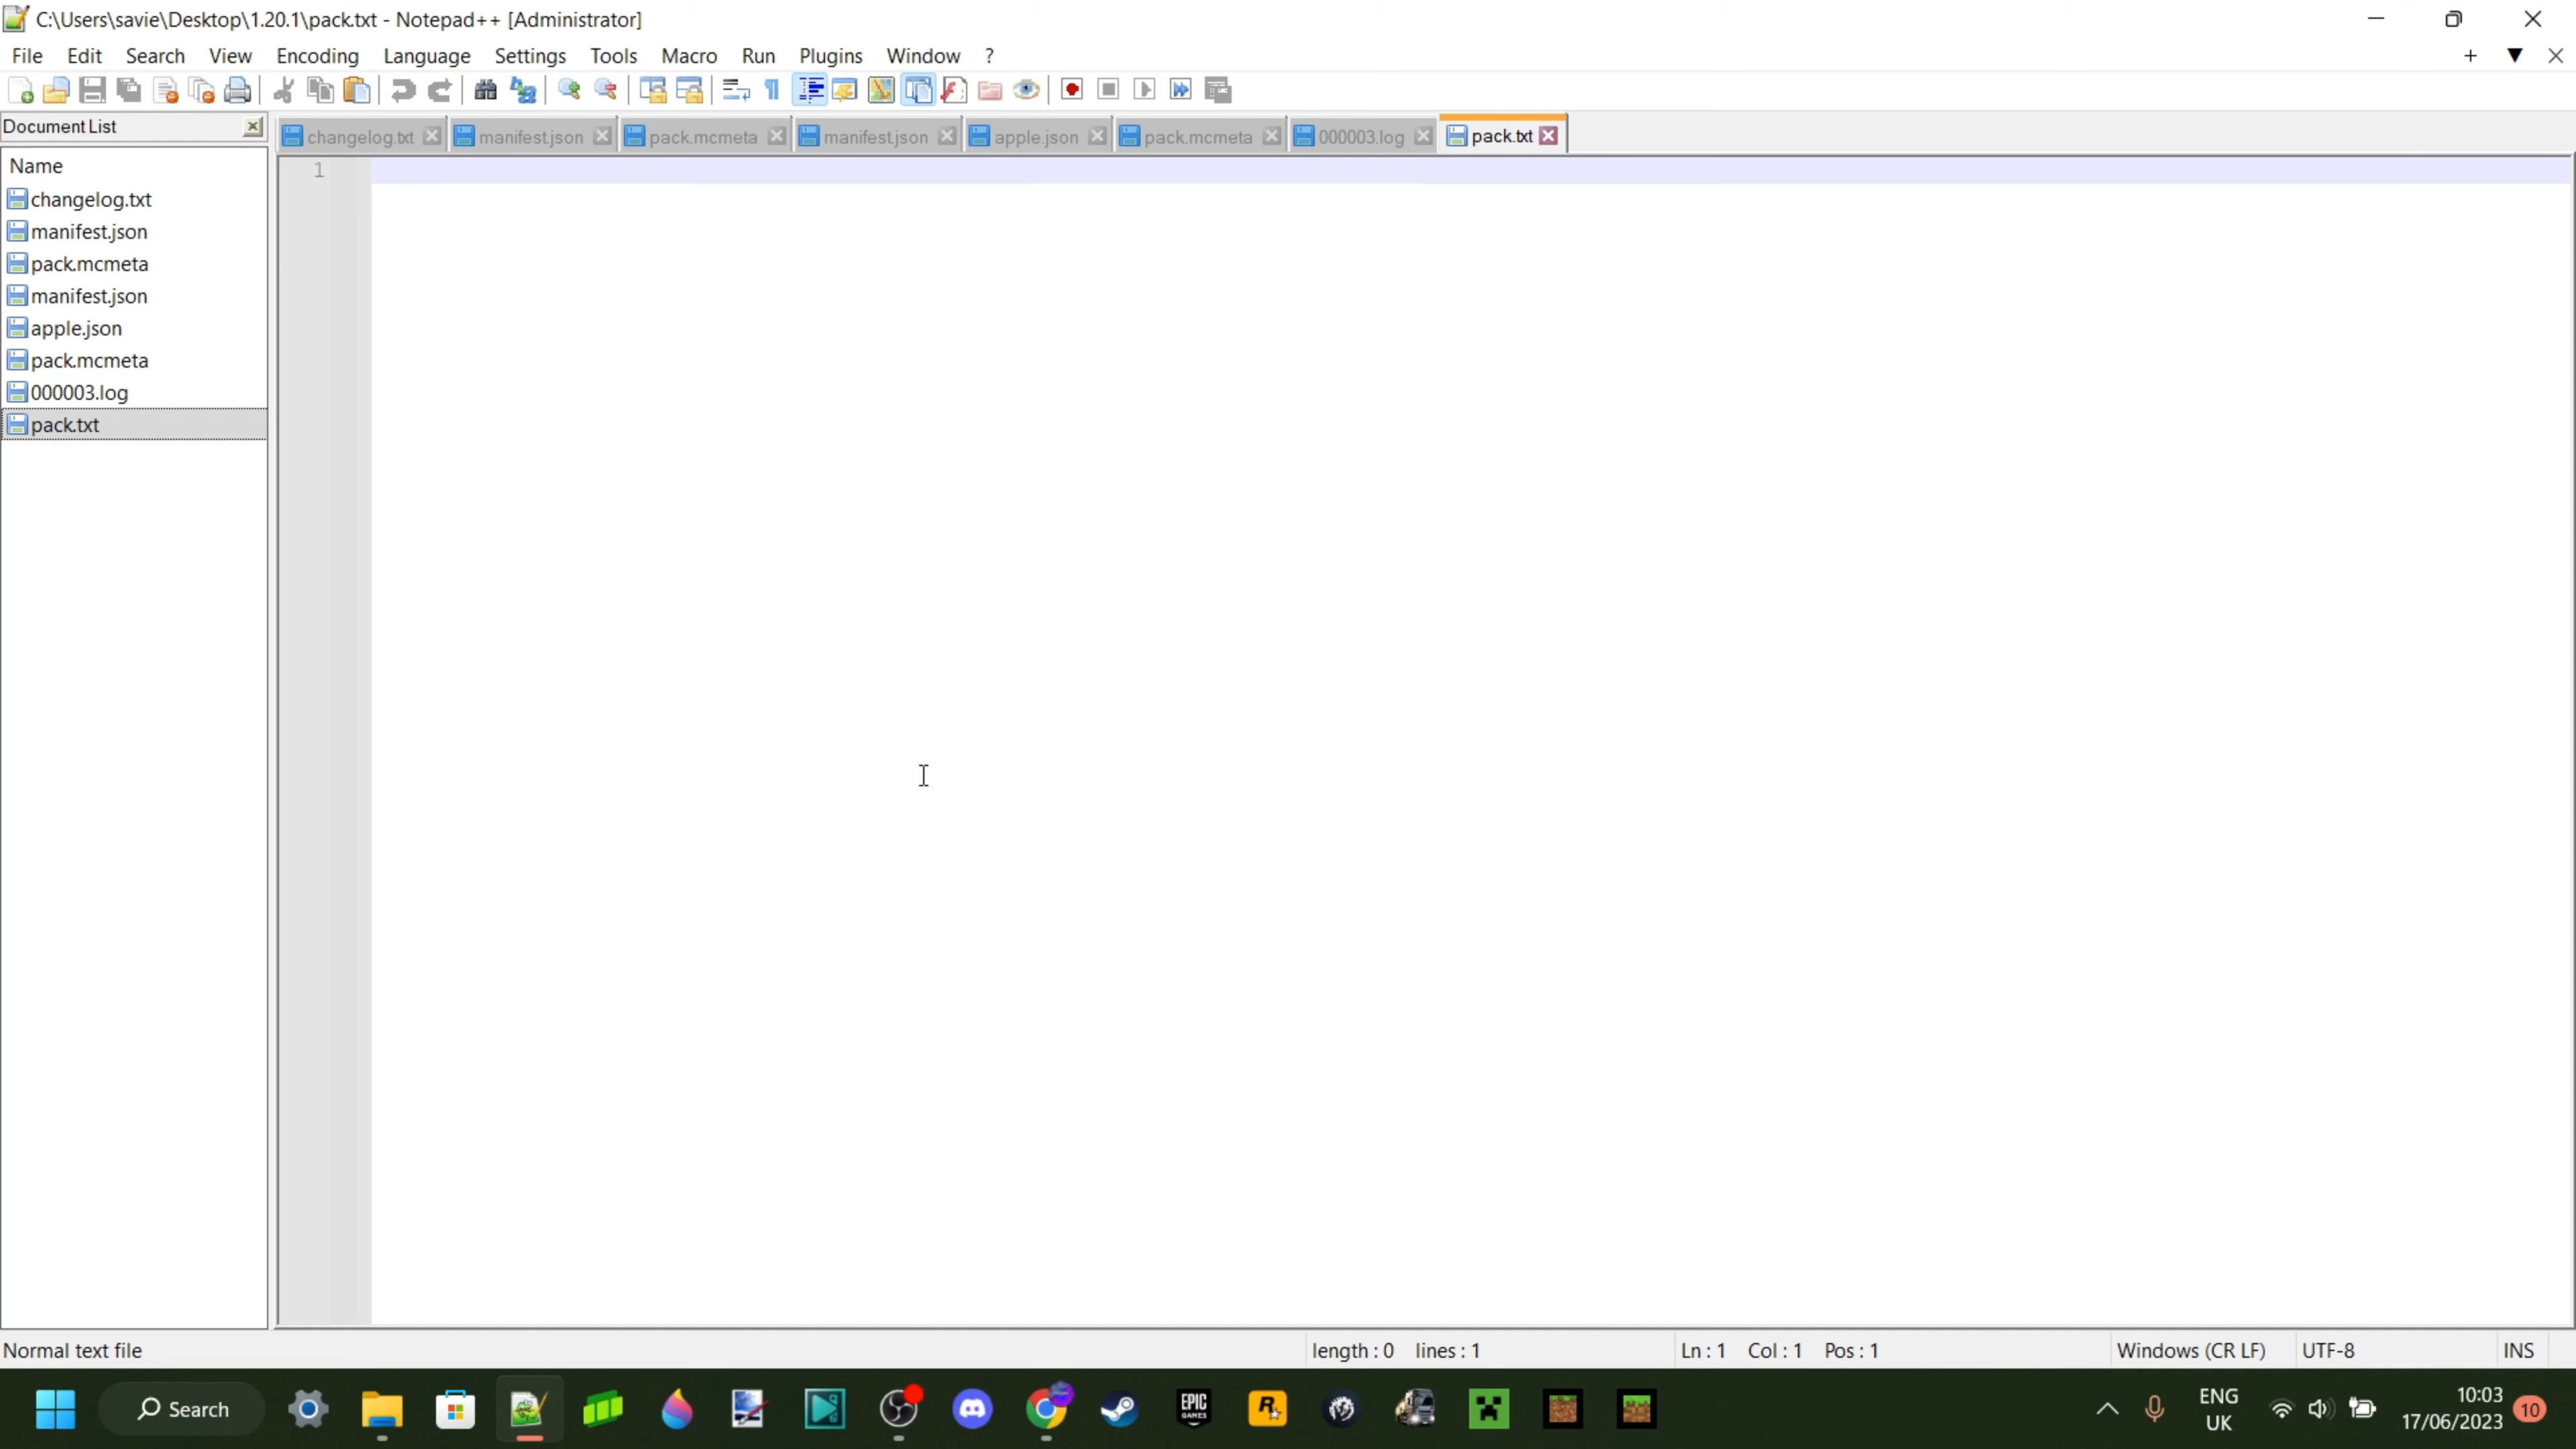 C:\Users\savie\Desktop\1.20.1\pack.txt - Notepad++ [Administrator]
File Edit Search View Encoding Language Settings Tools Macro Run Plugins Window ?
Document List
changelog.txt manifest.json pack.mcmeta manifest.json apple.json pack.mcmeta 000003.log pack.txt
Name
1
changelog.txt
manifest.json
pack.mcmeta
manifest.json
apple.json
pack.mcmeta
000003.log
pack.txt
Normal text file length : 0 lines : 1 Ln : 1 Col : 1 Pos : 1 Windows (CR LF) UTF-8 INS
Search
EPIC GAMES
R
ENG
UK
10:03
17/06/2023
10